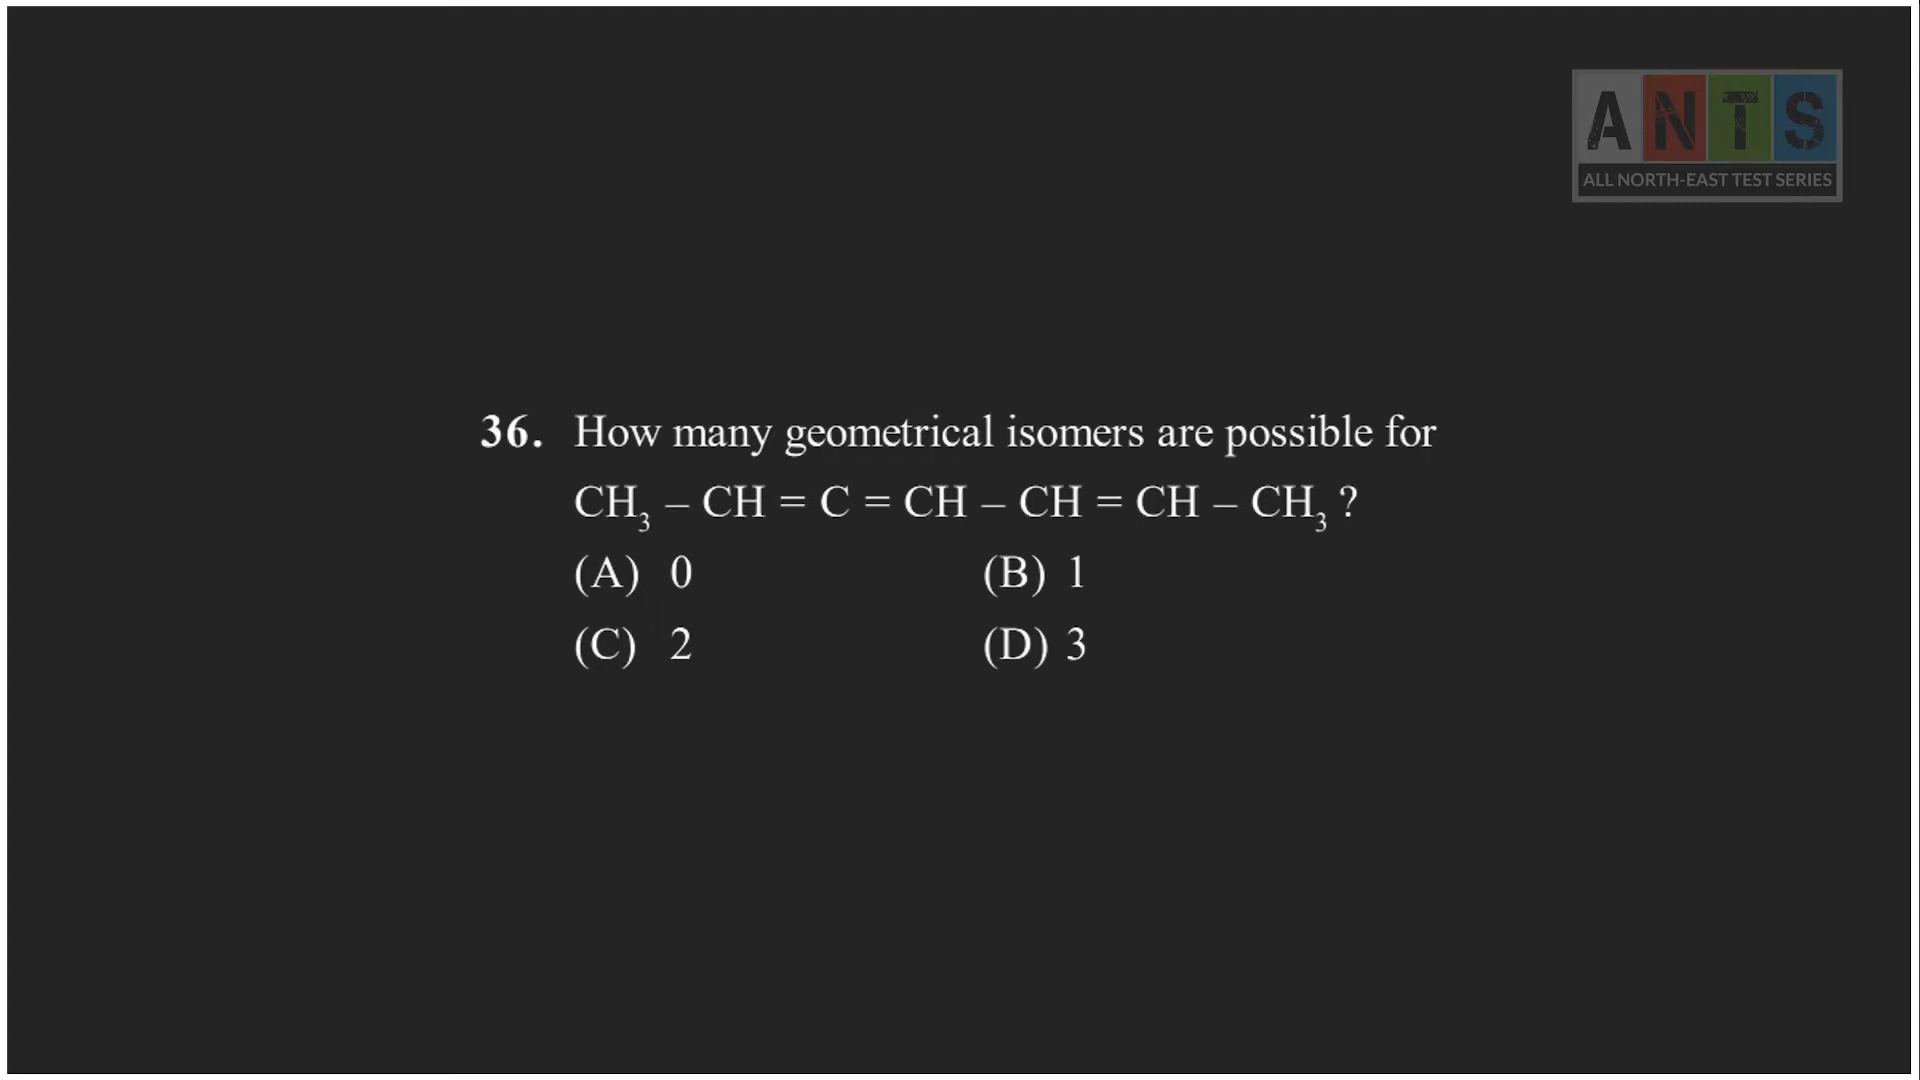 ANTS
ALL NORTH-EAST TEST SERIES
36. How many geometrical isomers are possible for
CH₃ – CH = C = CH – CH = CH – CH₃ ?
(A) 0 (B) 1
(C) 2 (D) 3